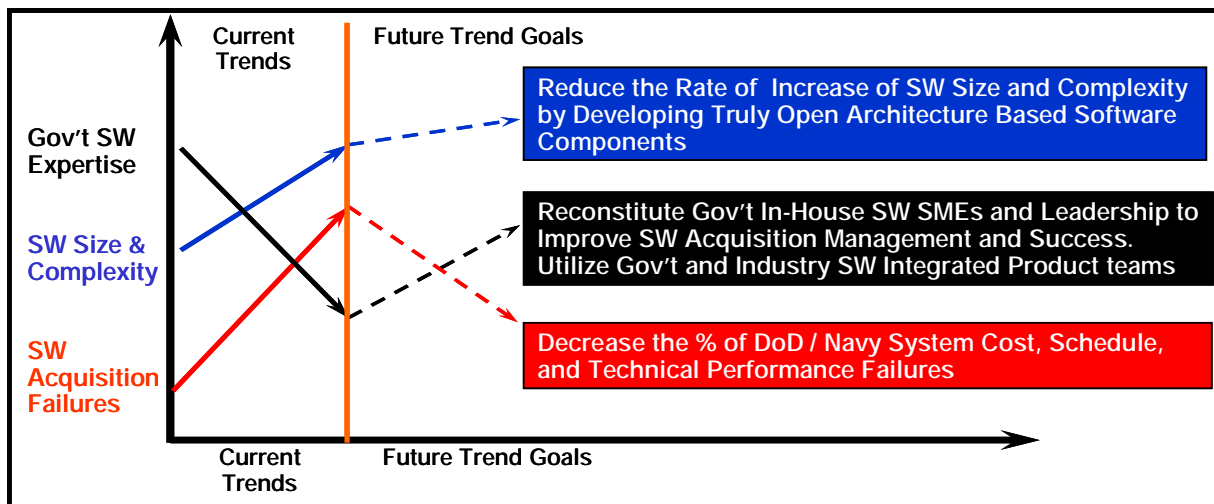 Current
Trends
Future Trend Goals
Reduce the Rate of Increase of SW Size and Complexity
by Developing Truly Open Architecture Based Software
Components
Gov't SW
Expertise
Reconstitute Gov't In-House SW SMEs and Leadership to
Improve SW Acquisition Management and Success.
Utilize Gov't and Industry SW Integrated Product teams
SW Size &
Complexity
SW
Acquisition
Failures
Decrease the % of DoD / Navy System Cost, Schedule,
and Technical Performance Failures
Current
Trends
Future Trend Goals